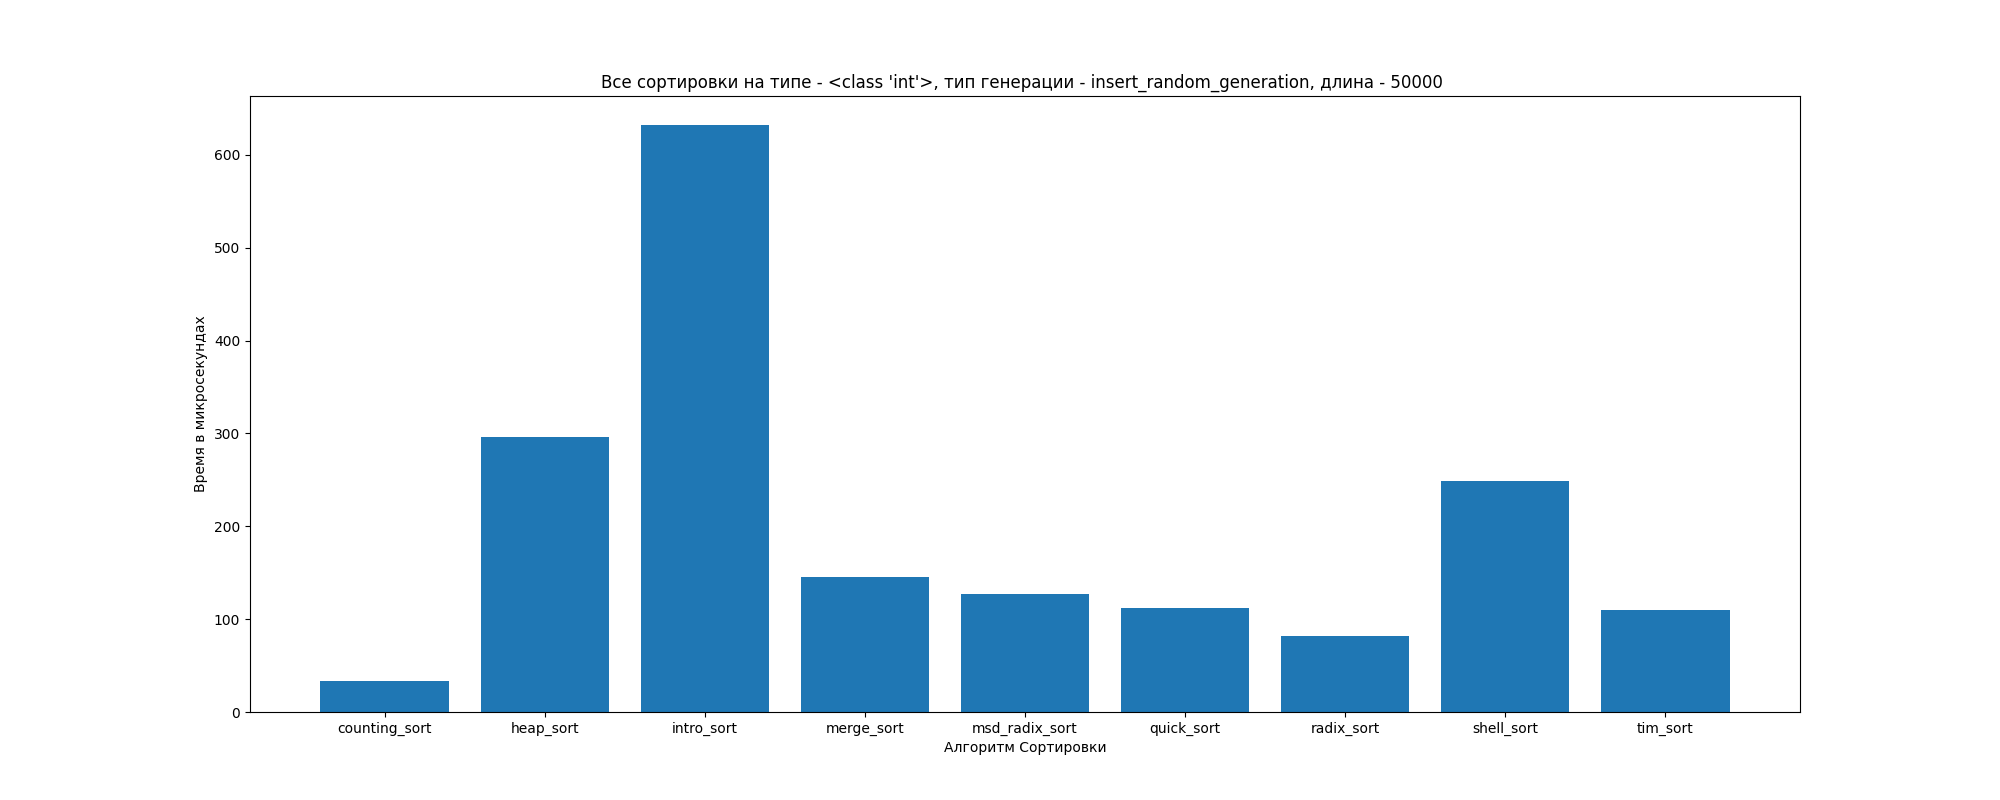 Все сортировки на типе - <class 'int'>, тип генерации - insert_random_generation, длина - 50000
Время в микросекундах
600
500
400
300
200
100
0
counting_sort heap_sort intro_sort merge_sort msd_radix_sort quick_sort radix_sort shell_sort tim_sort
Алгоритм Сортировки